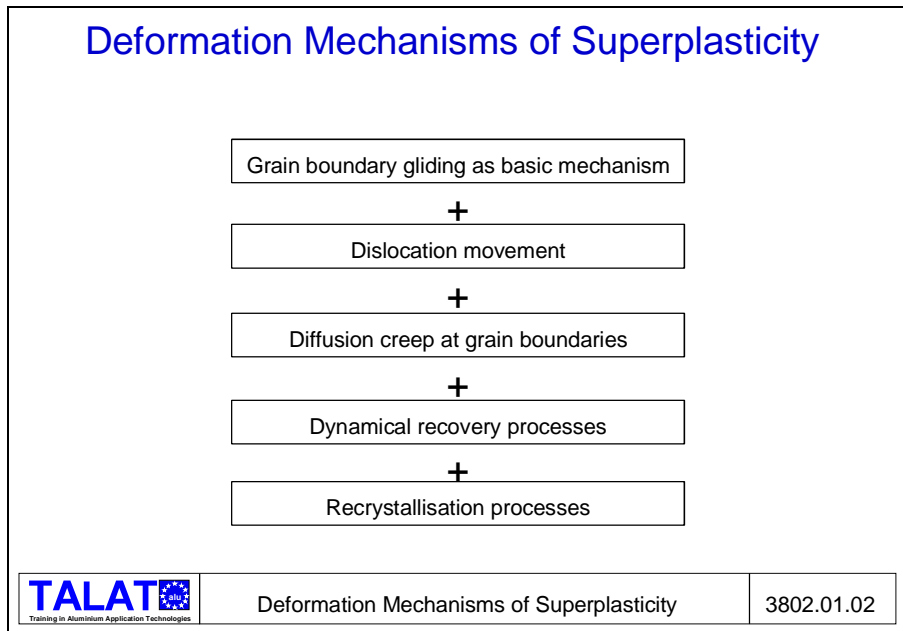 Deformation Mechanisms of Superplasticity
Grain boundary gliding as basic mechanism
+
Dislocation movement
+
Diffusion creep at grain boundaries
+
Dynamical recovery processes
+
Recrystallisation processes
TALAT alu
Training in Aluminium Application Technologies
Deformation Mechanisms of Superplasticity
3802.01.02